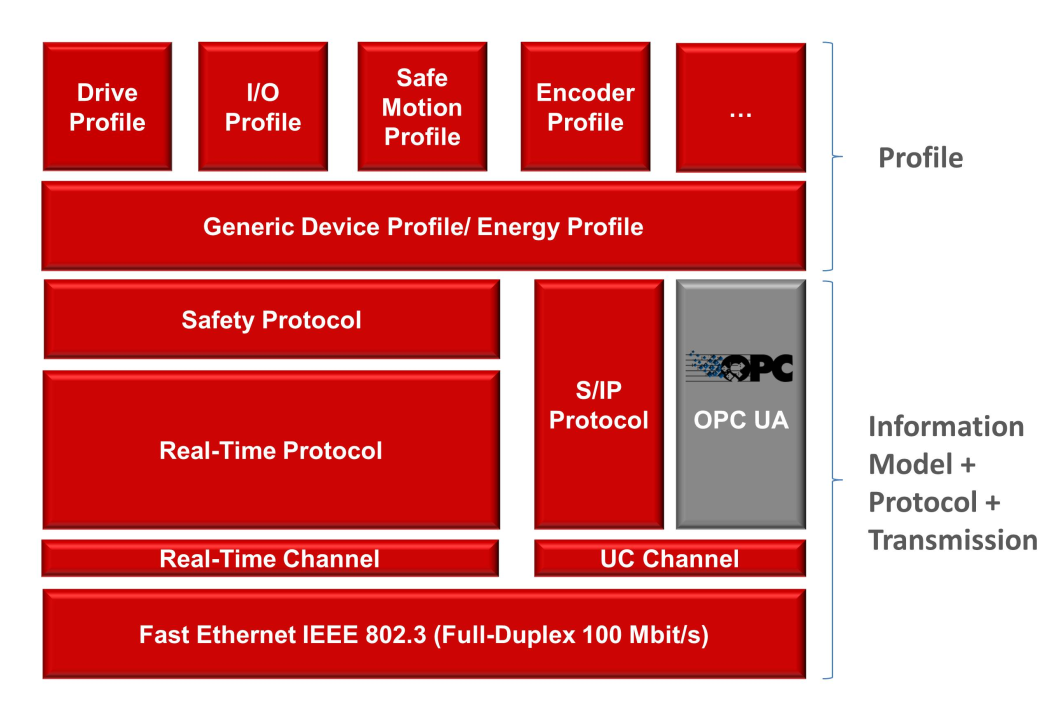 Drive
Profile
I/O
Profile
Safe
Motion
Profile
Encoder
Profile
...
Profile
Generic Device Profile/ Energy Profile
Safety Protocol
Real-Time Protocol
S/IP
Protocol
OPC
OPC UA
Information
Model +
Protocol +
Transmission
Real-Time Channel
UC Channel
Fast Ethernet IEEE 802.3 (Full-Duplex 100 Mbit/s)